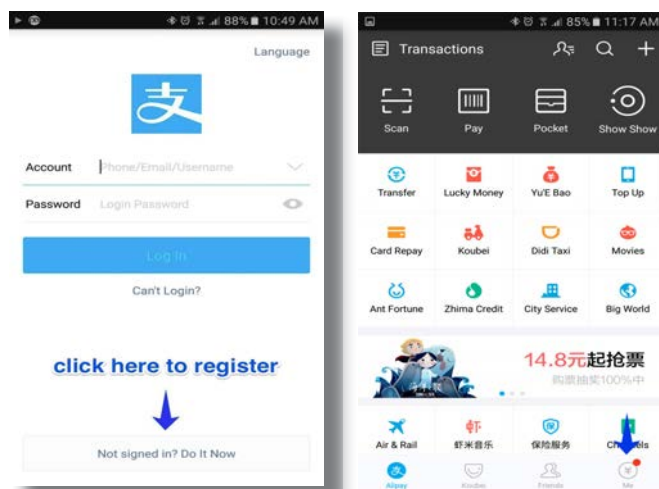 88% 10:49 AM
Language
支
Account Phone/Email/Username
Password Login Password
Log In
Can't Login?
click here to register
Not signed in? Do It Now
85% 11:17 AM
Transactions
Scan Pay Pocket Show Show
Transfer Lucky Money Yu'E Bao Top Up
Card Repay Koubei Didi Taxi Movies
Ant Fortune Zhima Credit City Service Big World
14.8元起抢票
购票抽奖100%中
虾
Air & Rail 虾米音乐 保险服务 Channels
支 ¥
Alipay Koubei Friends Me